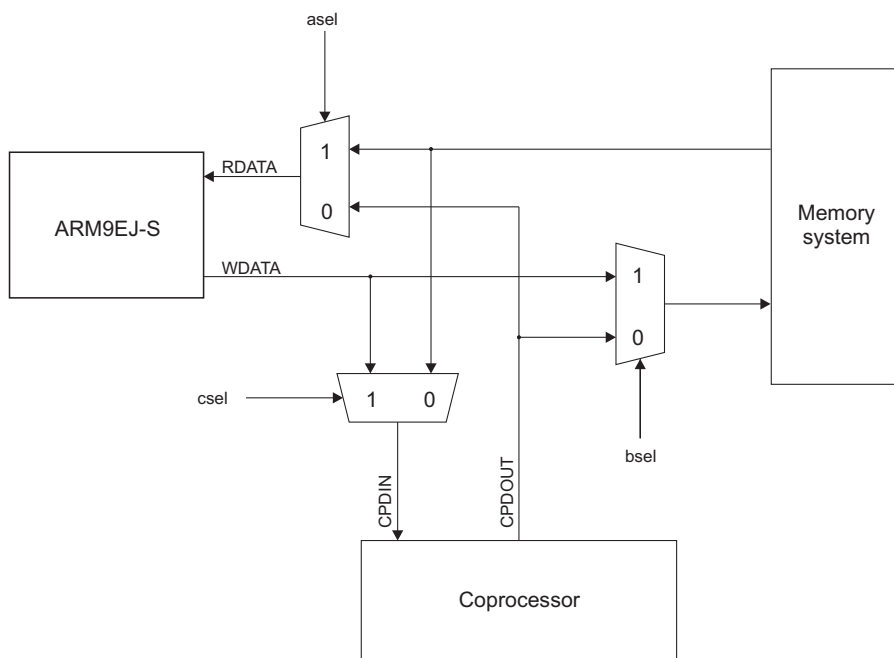 asel
1
RDATA
0
ARM9EJ-S
Memory
system
WDATA
1
0
csel
1 0
bsel
CPDIN
CPDOUT
Coprocessor